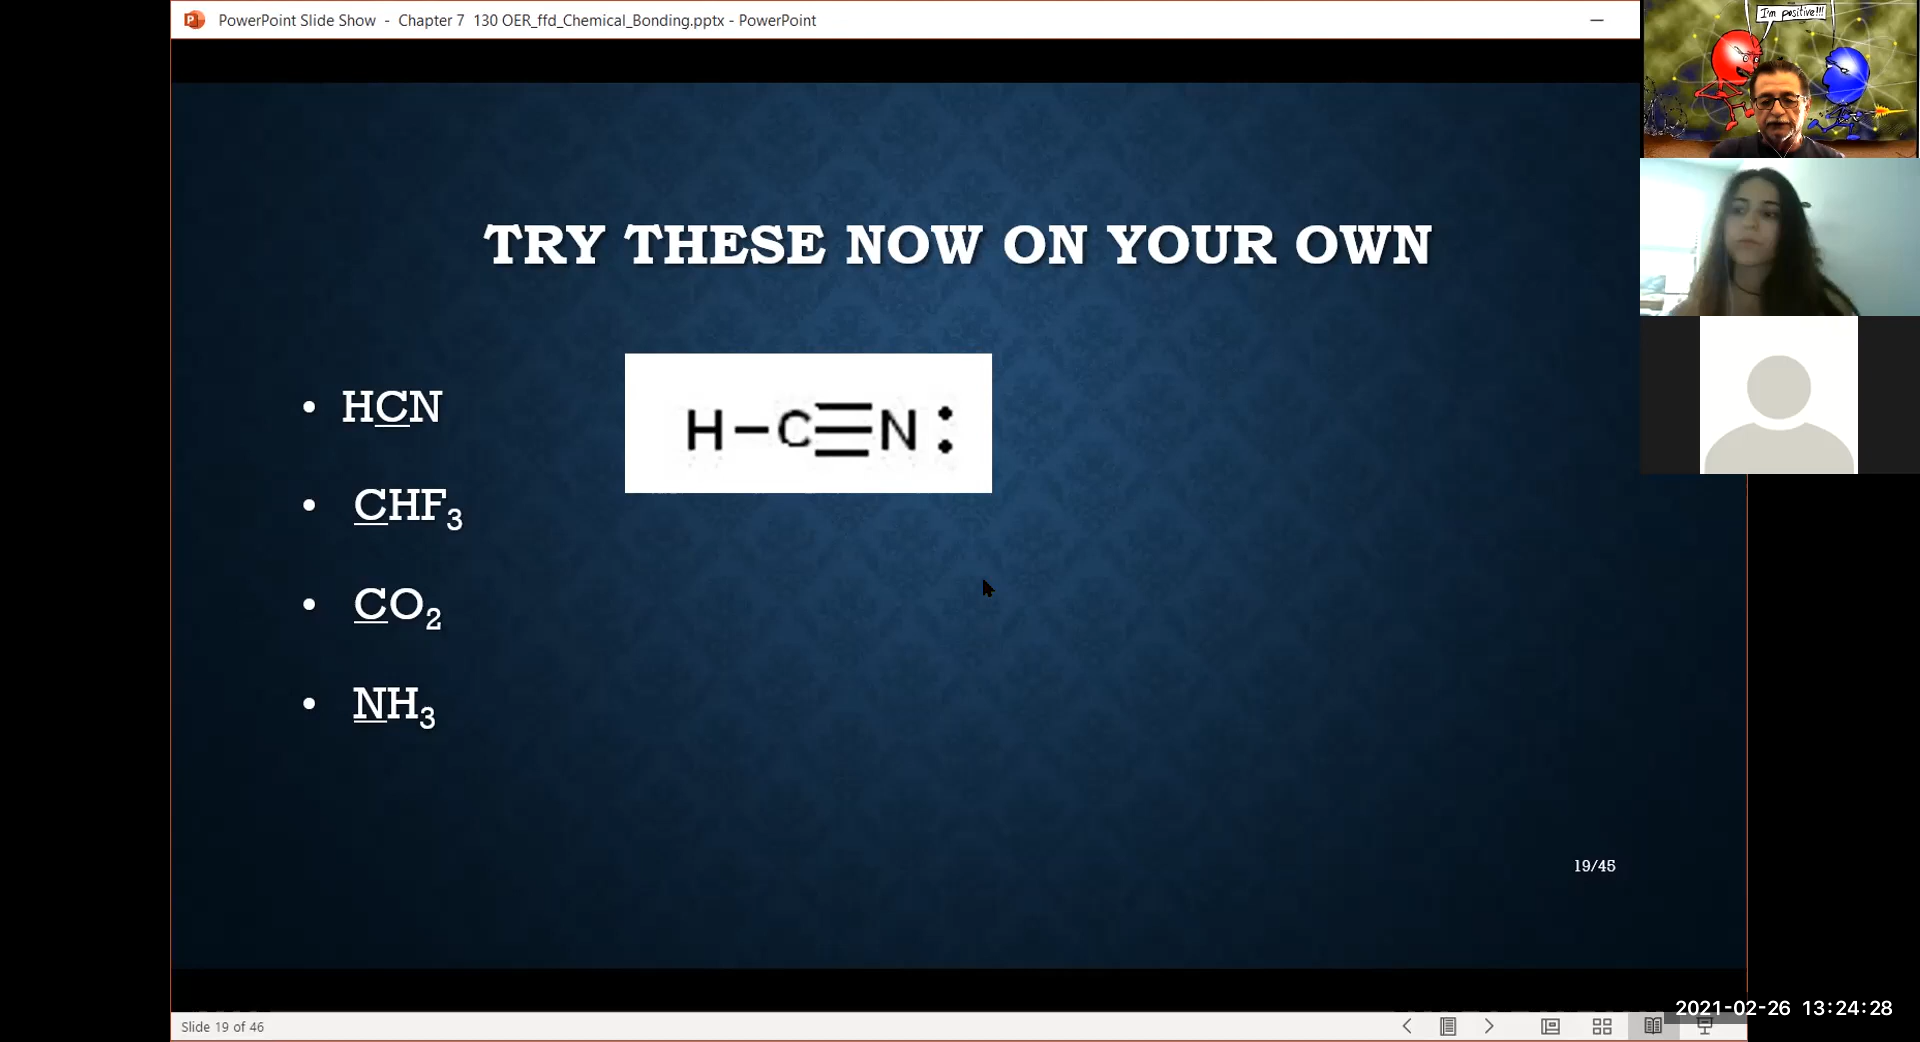 PowerPoint Slide Show - Chapter 7 130 OER_ffd_Chemical_Bonding.pptx - PowerPoint
I'm positive!!!
TRY THESE NOW ON YOUR OWN
• HCN
H–C≡N:
• CHF₃
• CO₂
• NH₃
19/45
2021-02-26 13:24:28
Slide 19 of 46